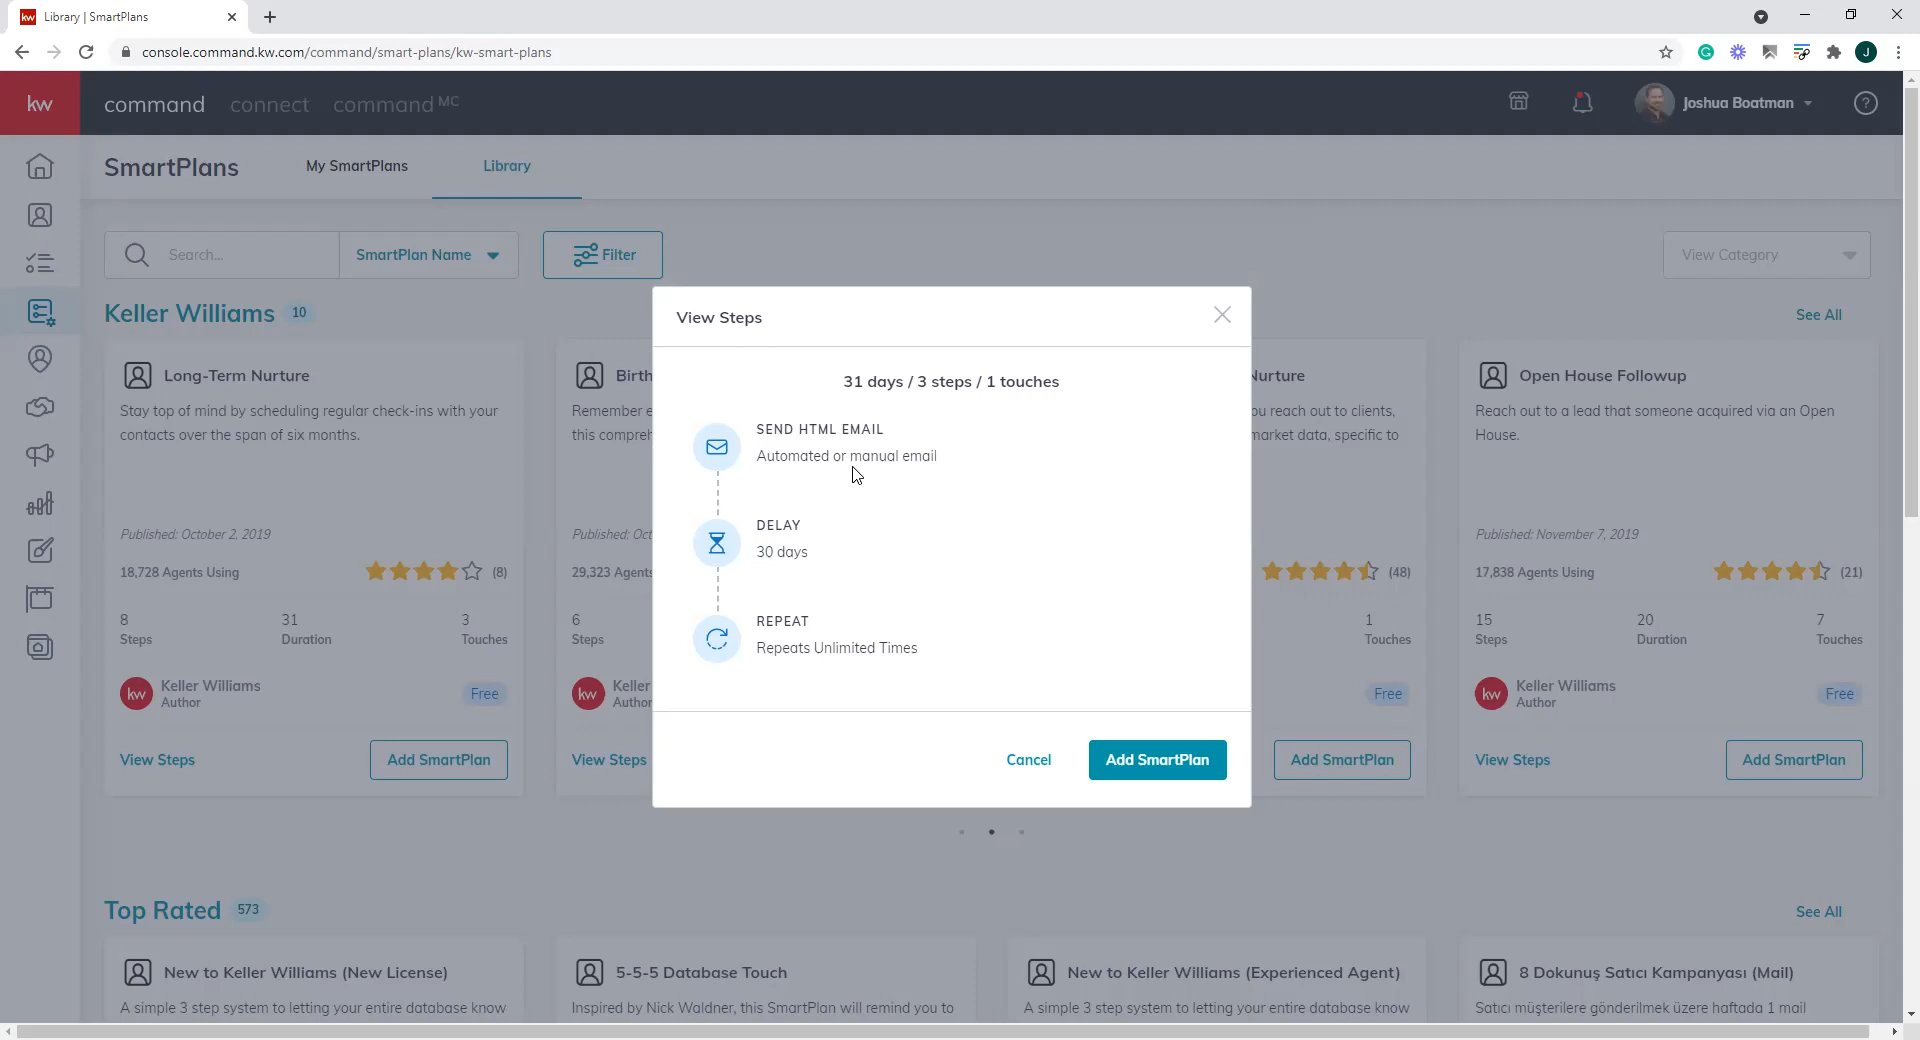 kw Library | SmartPlans
console.command.kw.com/command/smart-plans/kw-smart-plans
J
kw command connect command MC
Joshua Boatman
?
SmartPlans My SmartPlans Library
Search... SmartPlan Name Filter View Category
Keller Williams 10 See All
Long-Term Nurture
Stay top of mind by scheduling regular check-ins with your
contacts over the span of six months.
Published: October 2, 2019
18,728 Agents Using (8)
8 31 3
Steps Duration Touches
kw Keller Williams
Author
Free
View Steps Add SmartPlan
Birth
Remember e
this compreh
Published: Oct
29,323 Agents
6
Steps
kw Keller
Author
View Steps
View Steps
31 days / 3 steps / 1 touches
SEND HTML EMAIL
Automated or manual email
DELAY
30 days
REPEAT
Repeats Unlimited Times
Cancel Add SmartPlan
Nurture
ou reach out to clients,
market data, specific to
(48)
1
Touches
Free
Add SmartPlan
Open House Followup
Reach out to a lead that someone acquired via an Open
House.
Published: November 7, 2019
17,838 Agents Using (21)
15 20 7
Steps Duration Touches
kw Keller Williams
Author
Free
View Steps Add SmartPlan
Top Rated 573 See All
New to Keller Williams (New License)
A simple 3 step system to letting your entire database know
5-5-5 Database Touch
Inspired by Nick Waldner, this SmartPlan will remind you to
New to Keller Williams (Experienced Agent)
A simple 3 step system to letting your entire database know
8 Dokunuş Satıcı Kampanyası (Mail)
Satıcı müşterilere gönderilmek üzere haftada 1 mail